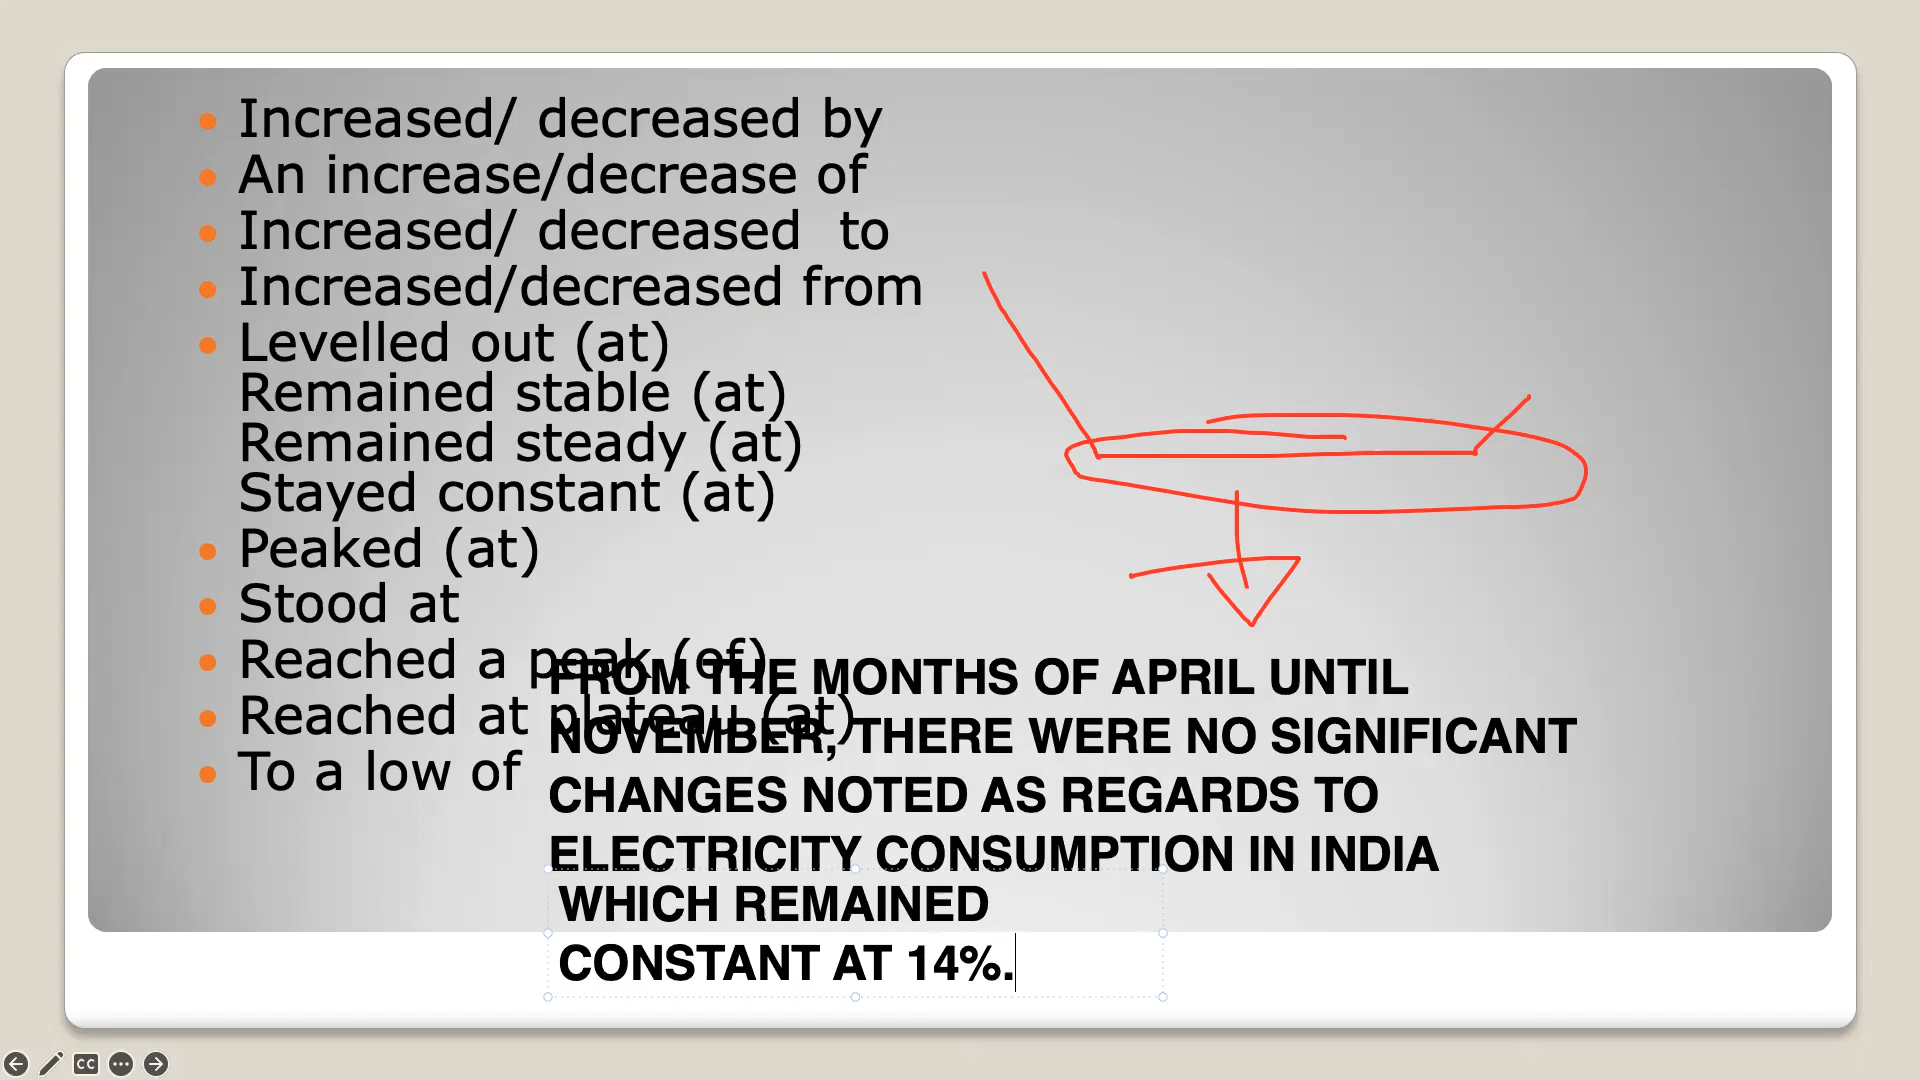 Increased/ decreased by
An increase/decrease of
Increased/ decreased  to
Increased/decreased from
Levelled out (at)
Remained stable (at)
Remained steady (at)
Stayed constant (at)
Peaked (at)
Stood at
Reached a peak (of)
Reached at plateau (at)
To a low of
FROM THE MONTHS OF APRIL UNTIL
NOVEMBER, THERE WERE NO SIGNIFICANT
CHANGES NOTED AS REGARDS TO
ELECTRICITY CONSUMPTION IN INDIA
WHICH REMAINED
CONSTANT AT 14%.
CC